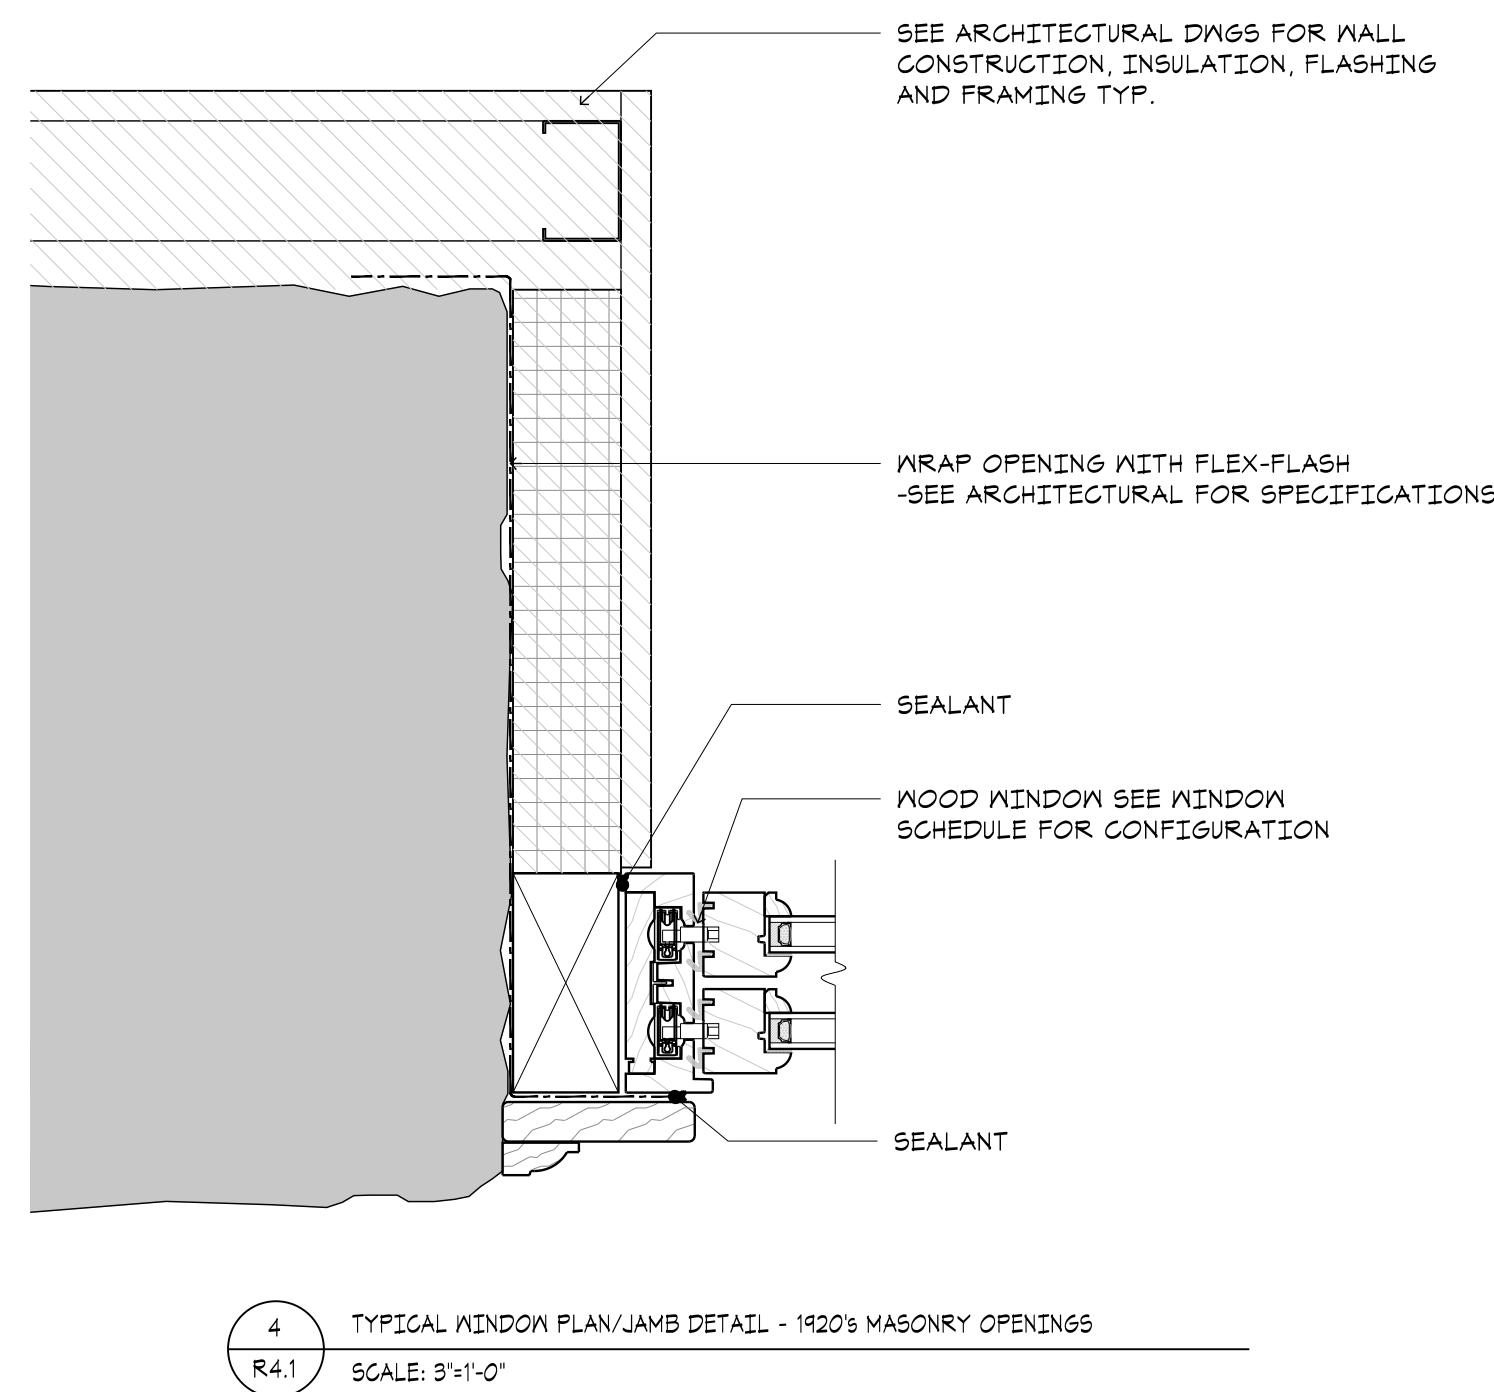 SEE ARCHITECTURAL DWGS FOR WALL
CONSTRUCTION, INSULATION, FLASHING
AND FRAMING TYP.
WRAP OPENING WITH FLEX-FLASH
-SEE ARCHITECTURAL FOR SPECIFICATIONS
SEALANT
WOOD WINDOW SEE WINDOW
SCHEDULE FOR CONFIGURATION
SEALANT
4
TYPICAL WINDOW PLAN/JAMB DETAIL - 1920's MASONRY OPENINGS
R4.1
SCALE: 3"=1'-0"